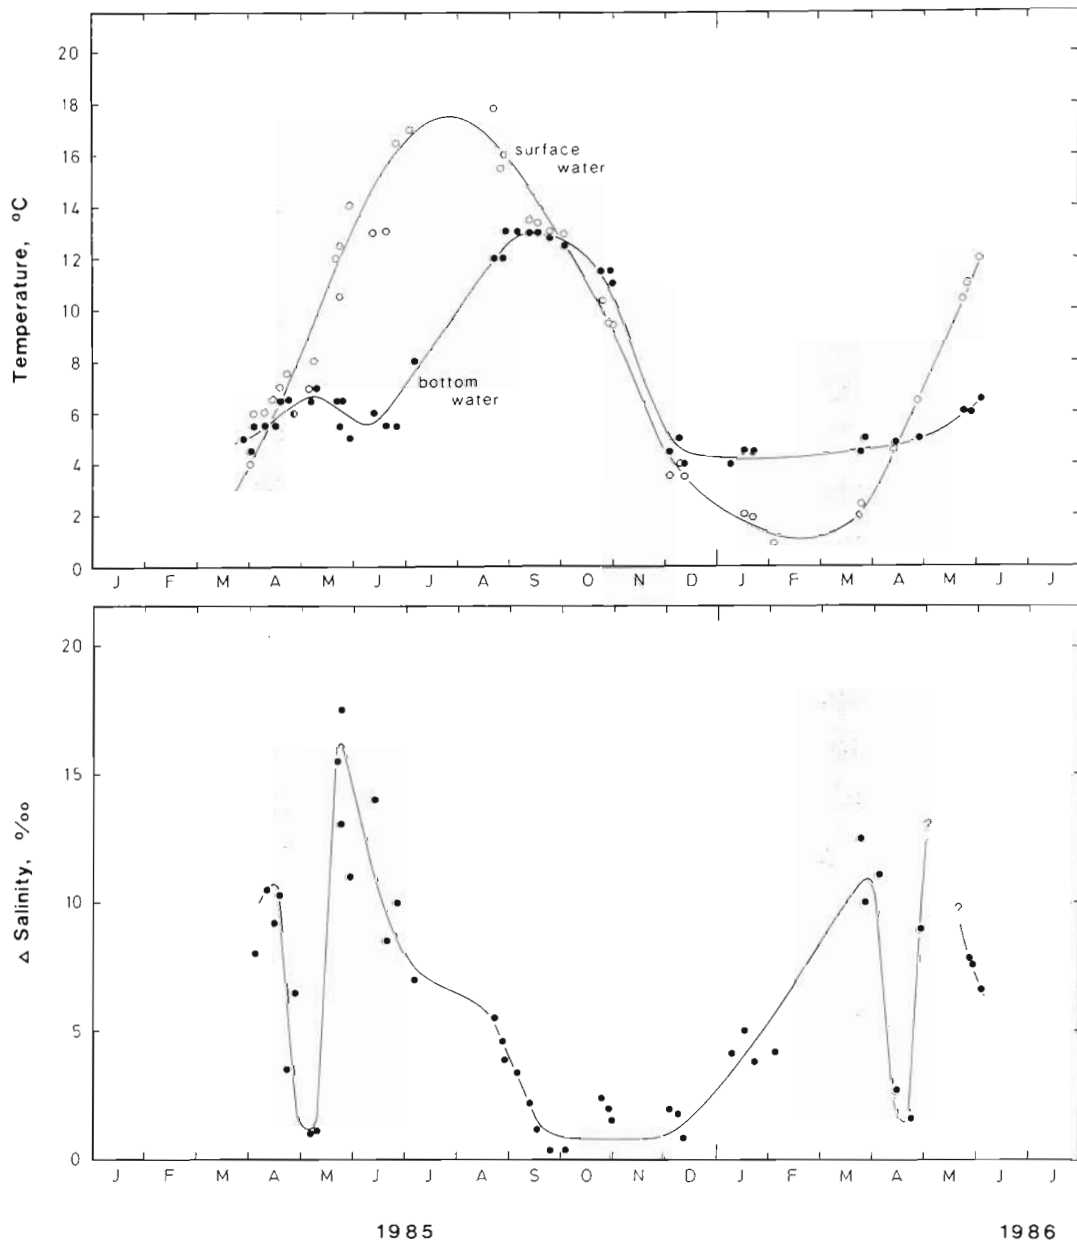 20
18
16
14
12
10
8
6
4
2
0
Temperature, °C
surface
water
bottom
water
J F M A M J J A S O N D J F M A M J J
20
15
10
5
0
Δ Salinity, ‰
?
?
?
J F M A M J J A S O N D J F M A M J J
1985 1986